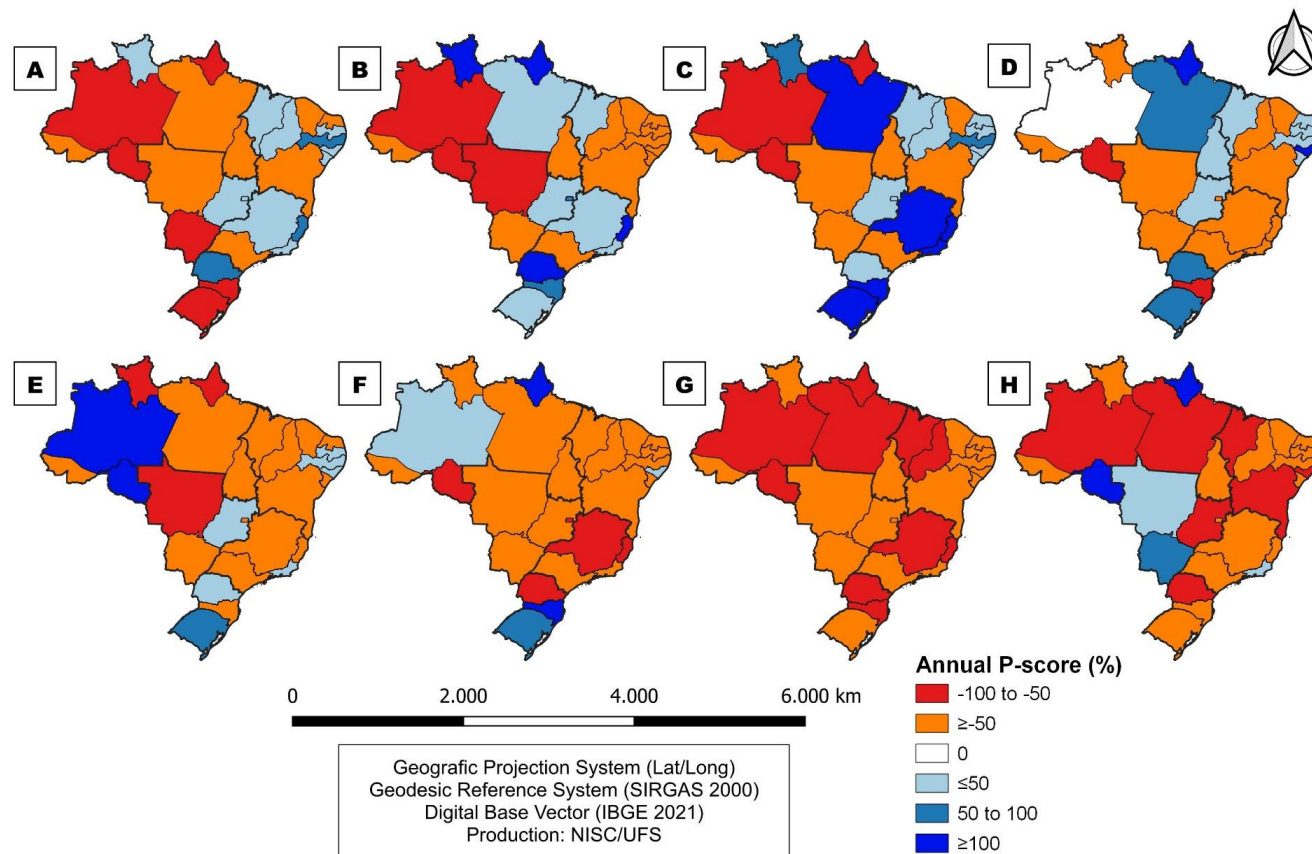 A
B
C
D
E
F
G
H
Annual P-score (%)
-100 to -50
≥-50
0
≤50
50 to 100
≥100
0 2.000 4.000 6.000 km
Geografic Projection System (Lat/Long)
Geodesic Reference System (SIRGAS 2000)
Digital Base Vector (IBGE 2021)
Production: NISC/UFS